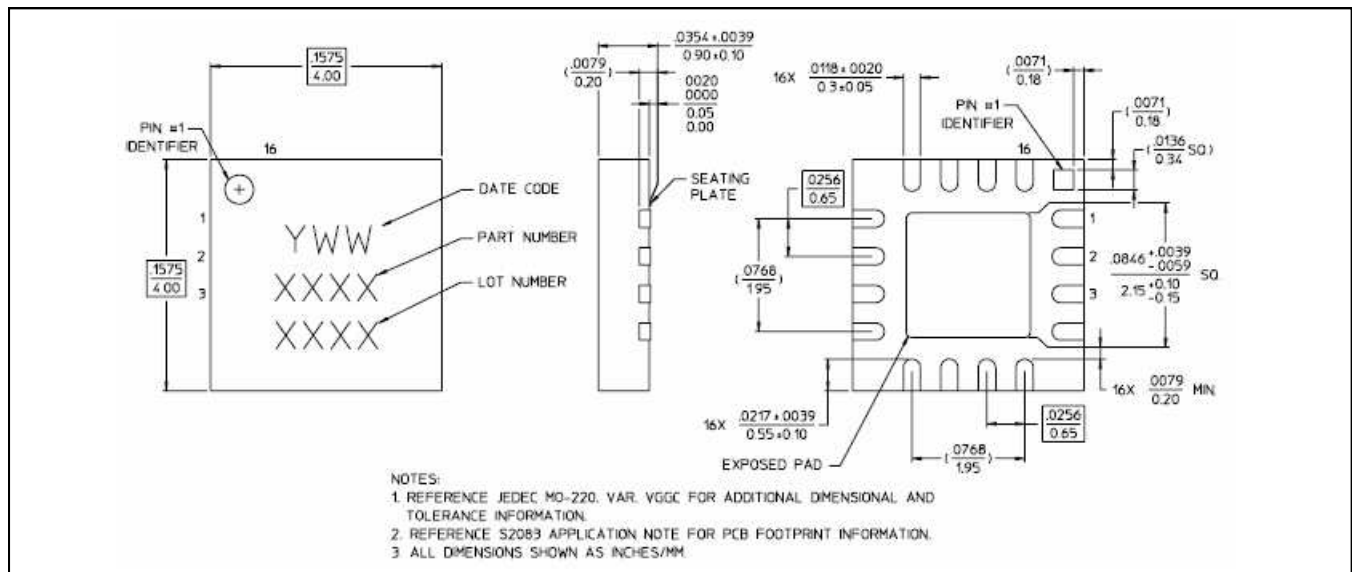 .1575
4.00
PIN #1
IDENTIFIER
16
.1575
4.00
1
2
3
DATE CODE
YWW
PART NUMBER
XXXX
LOT NUMBER
XXXX
.0354±.0039
0.90±0.10
(.0079
0.20)
.0020
.0000
0.05
0.00
SEATING
PLATE
16X .0118±.0020
0.3±0.05
(.0071
0.18)
PIN #1
IDENTIFIER
16
(.0071
0.18)
(.0136
0.34 SQ.)
.0256
0.65
(.0768
1.95)
1
2
3
.0846 +.0039
-.0059
2.15 +0.10
-0.15
SQ
16X .0217±.0039
0.55±0.10
EXPOSED PAD
(.0768
1.95)
.0256
0.65
16X .0079
0.20 MIN
NOTES:
1. REFERENCE JEDEC MO-220, VAR. VGGC FOR ADDITIONAL DIMENSIONAL AND
TOLERANCE INFORMATION.
2. REFERENCE S2083 APPLICATION NOTE FOR PCB FOOTPRINT INFORMATION.
3 ALL DIMENSIONS SHOWN AS INCHES/MM.